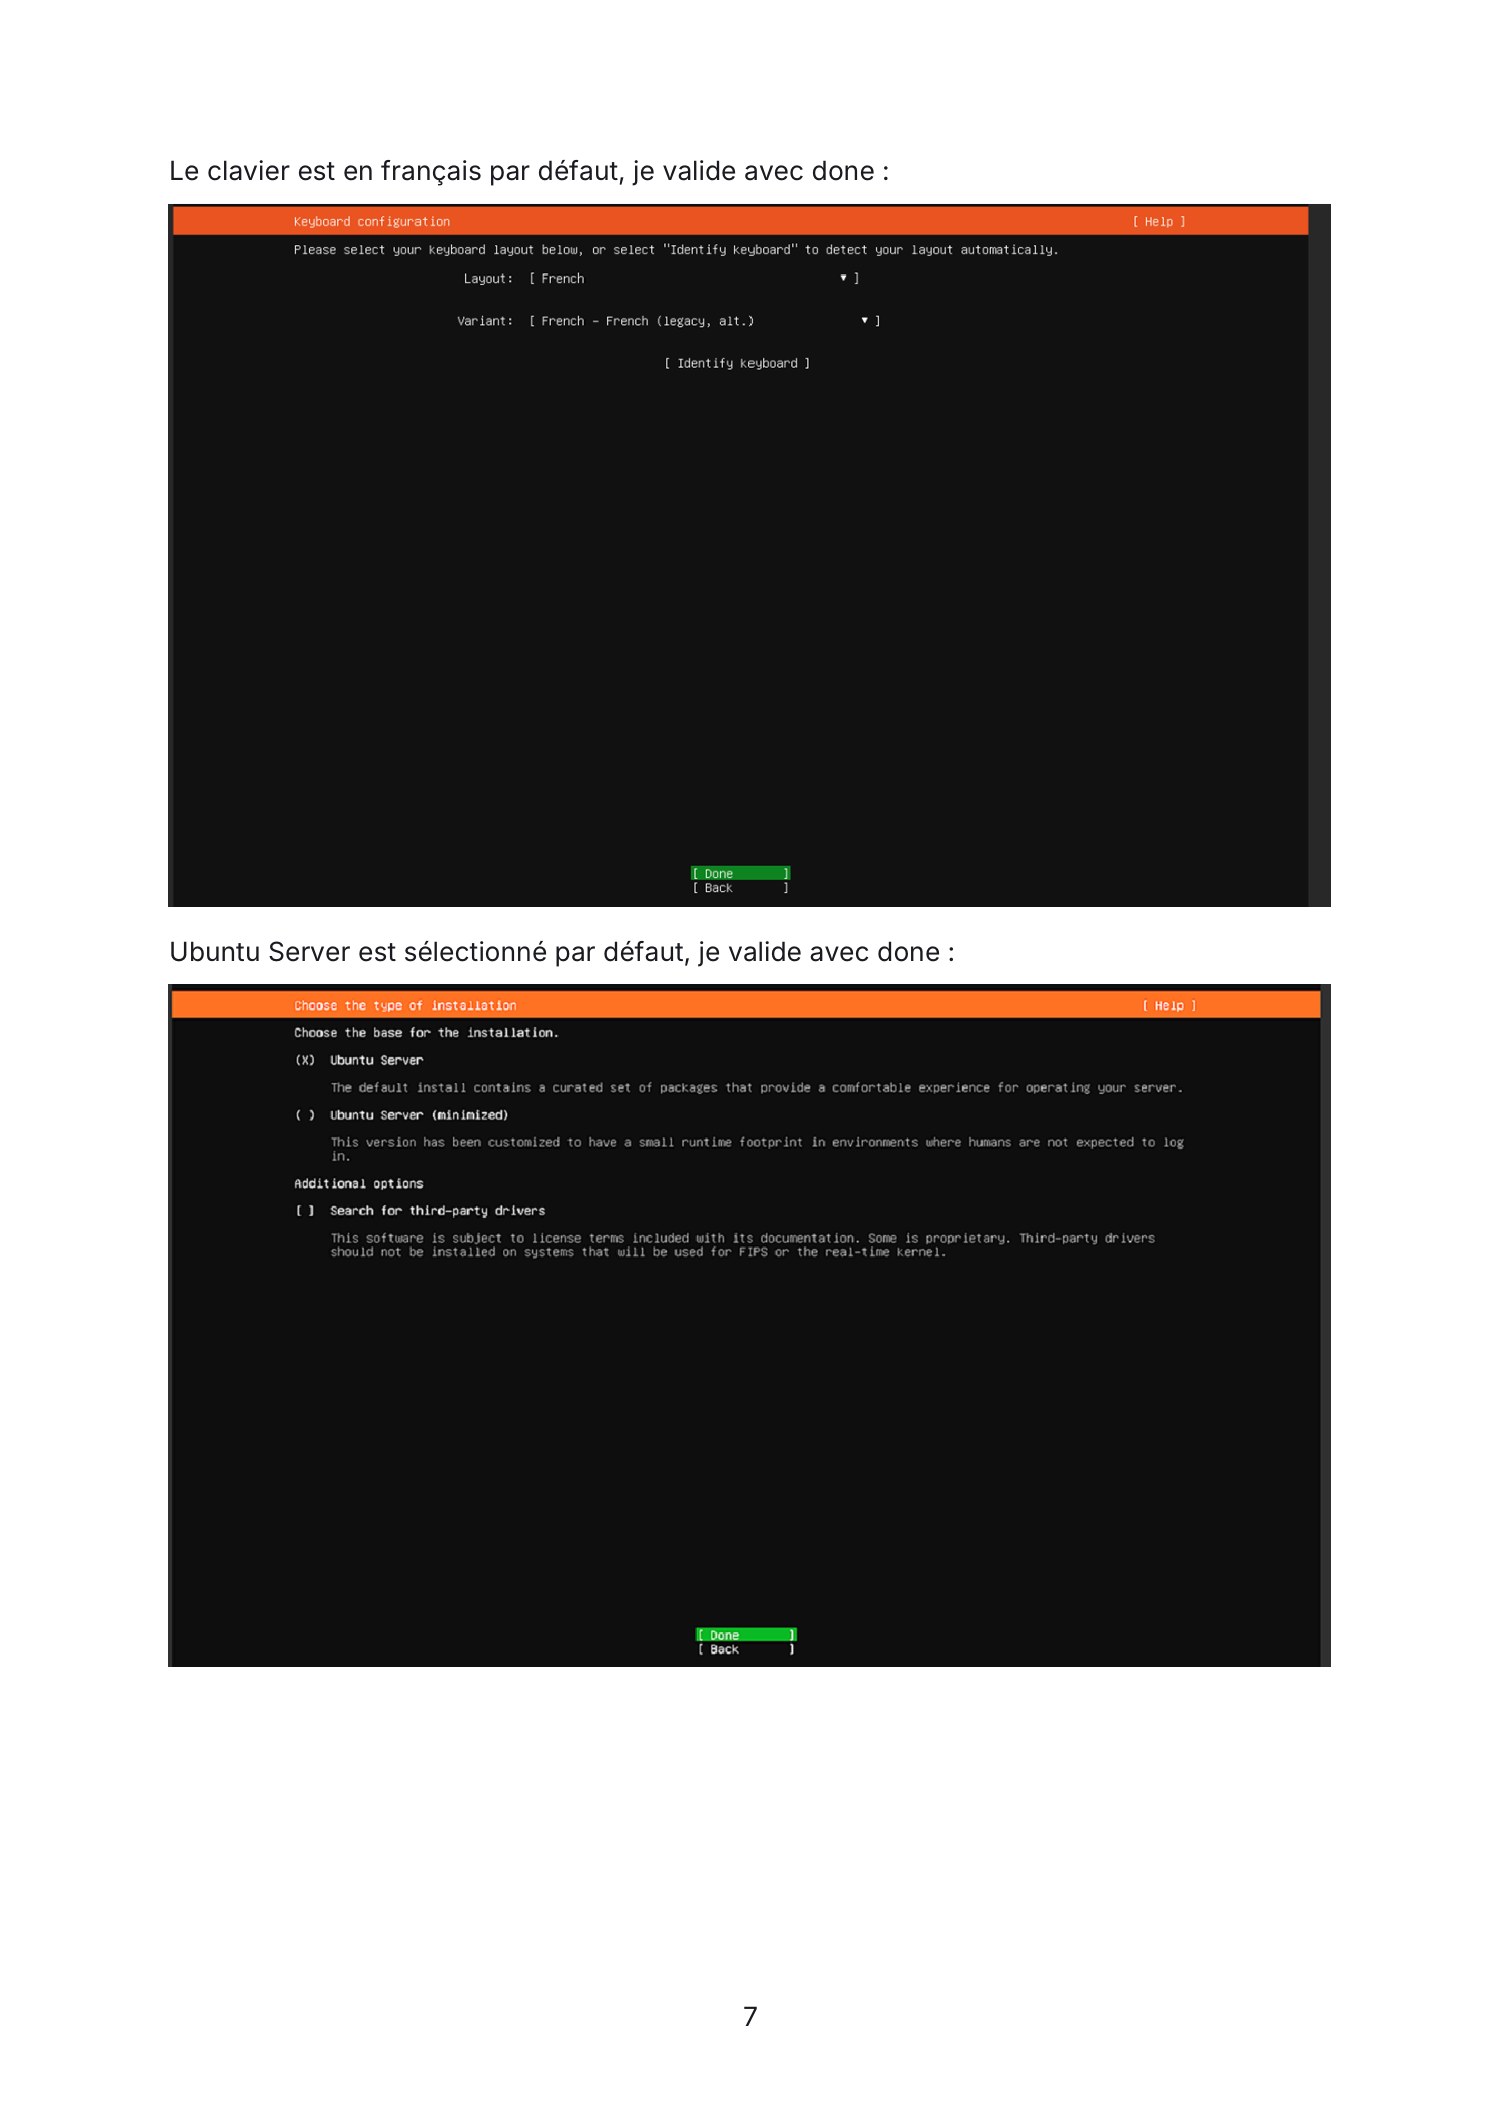 Le clavier est en français par défaut, je valide avec done :
Keyboard configuration [ Help ]
Please select your keyboard layout below, or select "Identify keyboard" to detect your layout automatically.
Layout: [ French ▾ ]
Variant: [ French - French (legacy, alt.) ▾ ]
[ Identify keyboard ]
[ Done ]
[ Back ]
Ubuntu Server est sélectionné par défaut, je valide avec done :
Choose the type of installation [ Help ]
Choose the base for the installation.
(X) Ubuntu Server
The default install contains a curated set of packages that provide a comfortable experience for operating your server.
( ) Ubuntu Server (minimized)
This version has been customized to have a small runtime footprint in environments where humans are not expected to log
in.
Additional options
[ ] Search for third-party drivers
This software is subject to license terms included with its documentation. Some is proprietary. Third-party drivers
should not be installed on systems that will be used for FIPS or the real-time kernel.
[ Done ]
[ Back ]
7